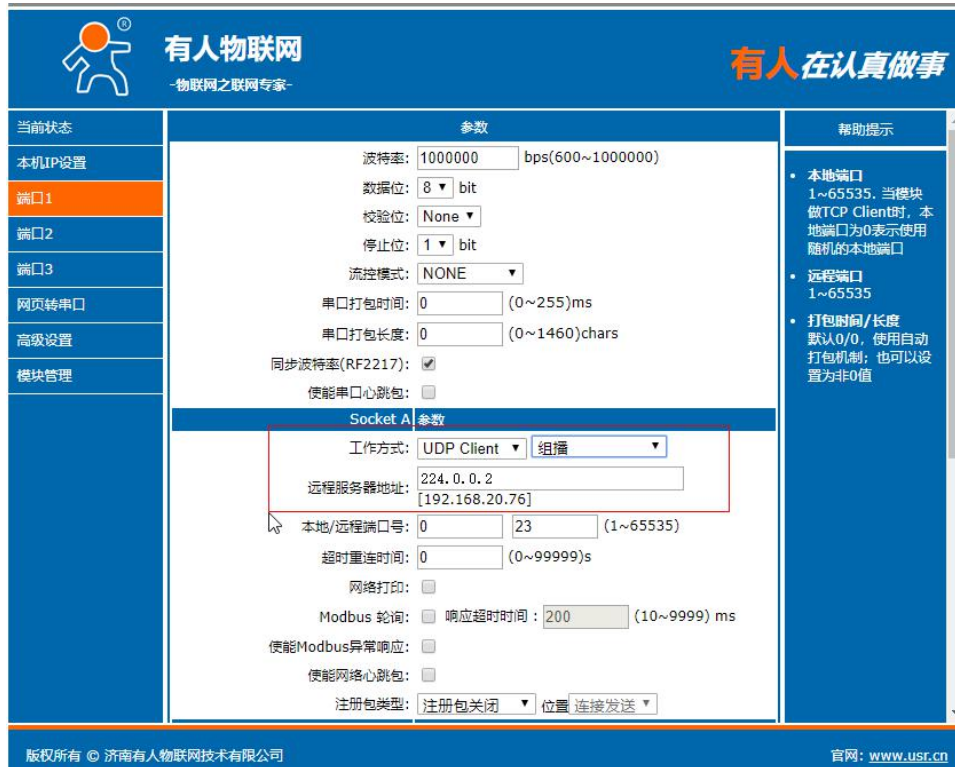 ®
有人物联网
-物联网之联网专家-
有人在认真做事
当前状态
本机IP设置
端口1
端口2
端口3
网页转串口
高级设置
模块管理
参数
波特率: 1000000 bps(600~1000000)
数据位: 8 ▼ bit
校验位: None ▼
停止位: 1 ▼ bit
流控模式: NONE ▼
串口打包时间: 0 (0~255)ms
串口打包长度: 0 (0~1460)chars
同步波特率(RF2217): ✔
使能串口心跳包:
Socket A 参数
工作方式: UDP Client ▼ 组播 ▼
远程服务器地址: 224.0.0.2
[192.168.20.76]
本地/远程端口号: 0 23 (1~65535)
超时重连时间: 0 (0~99999)s
网络打印:
Modbus 轮询: 响应超时时间：200 (10~9999) ms
使能Modbus异常响应:
使能网络心跳包:
注册包类型: 注册包关闭 ▼ 位置 连接发送 ▼
帮助提示
• 本地端口
1~65535. 当模块
做TCP Client时，本
地端口为0表示使用
随机的本地端口
• 远程端口
1~65535
• 打包时间/长度
默认0/0，使用自动
打包机制；也可以设
置为非0值
版权所有 © 济南有人物联网技术有限公司
官网: www.usr.cn